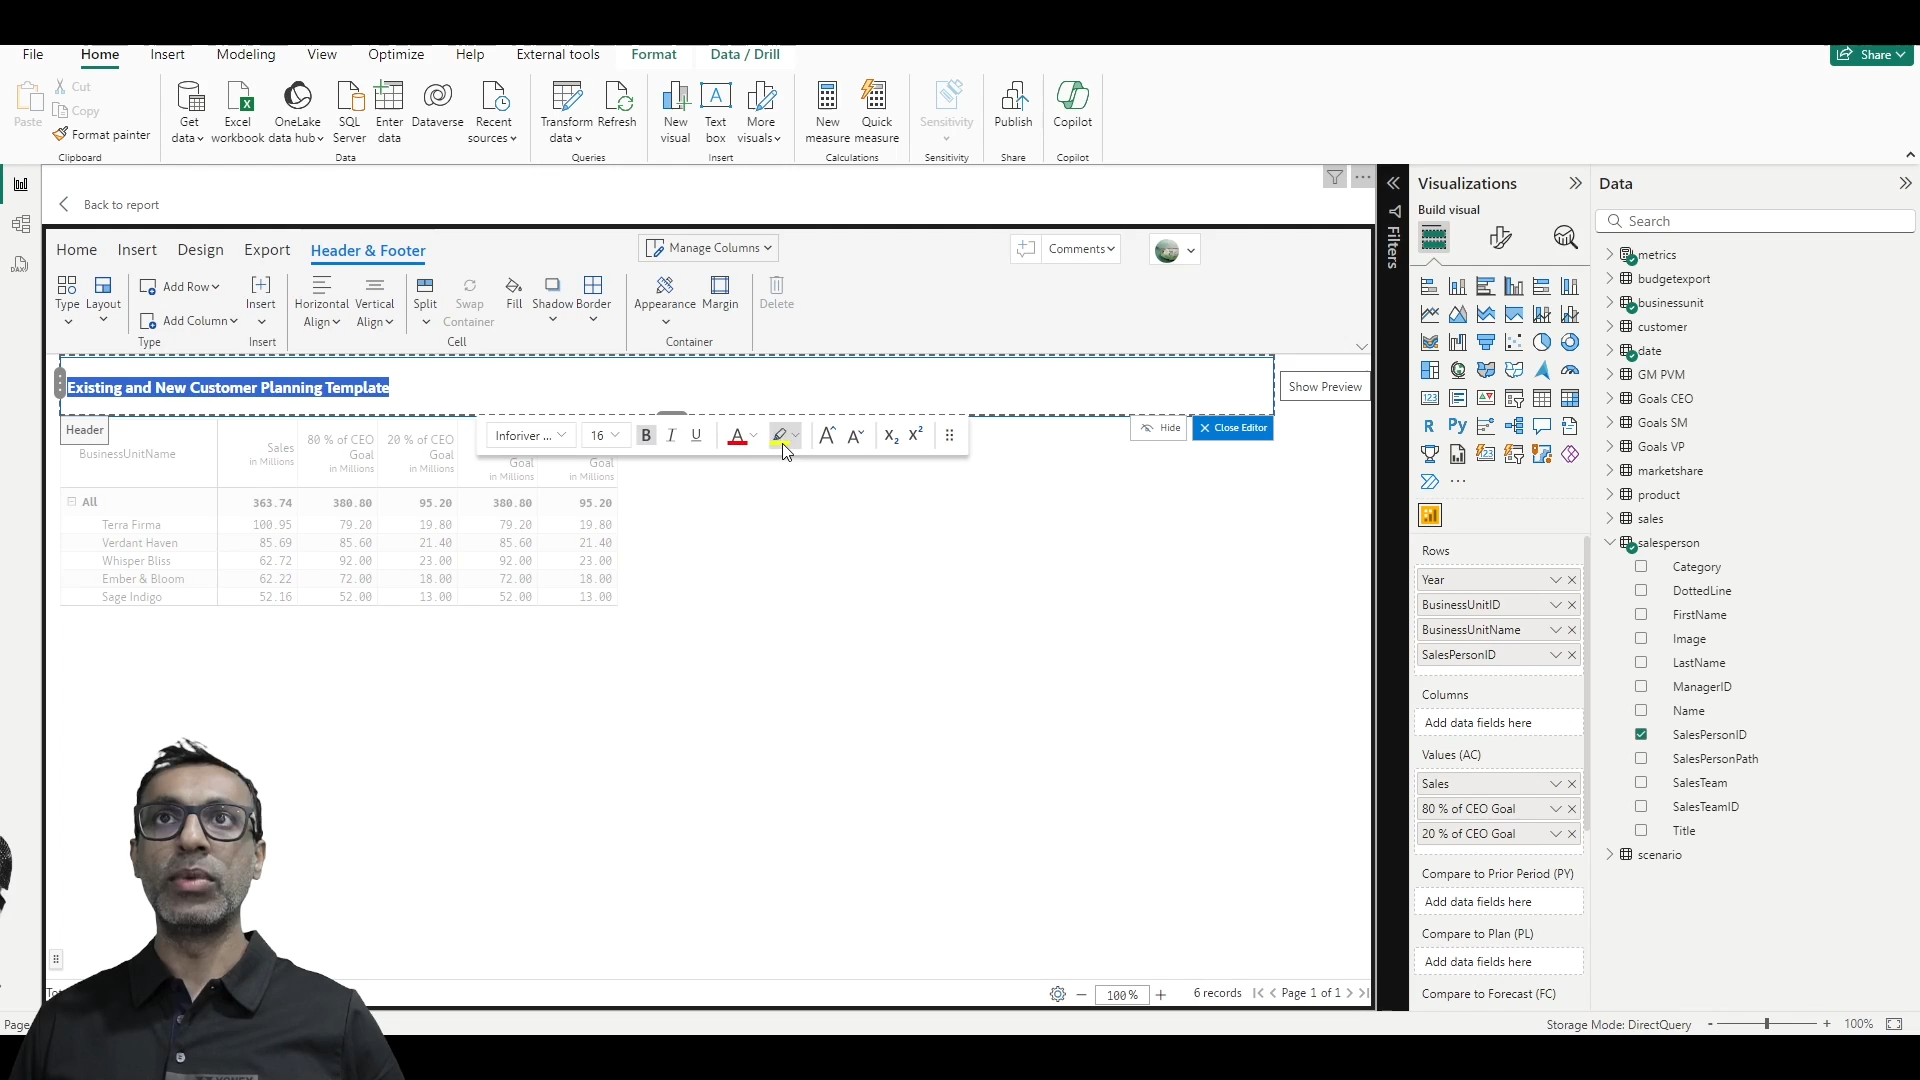 File Home Insert Modeling View Optimize Help External tools Format Data / Drill Share
Paste Cut Copy Format painter
Get data Excel workbook OneLake data hub SQL Server Enter data Dataverse Recent sources
Transform data Refresh
New visual Text box More visuals
New measure Quick measure
Sensitivity
Publish
Copilot
Clipboard Data Queries Insert Calculations Sensitivity Share Copilot
Back to report
Home Insert Design Export Header & Footer Manage Columns Comments
Type Layout Add Row Add Column Insert Horizontal Align Vertical Align Split Swap Container Fill Shadow Border Appearance Margin Delete
Type Insert Cell Container
Existing and New Customer Planning Template
Show Preview
Header
Inforiver ... 16 B I U A A A X2 X2
Hide Close Editor
BusinessUnitName Sales in Millions 80 % of CEO Goal in Millions 20 % of CEO Goal in Millions Goal in Millions Goal in Millions
All 363.74 380.80 95.20 380.80 95.20
Terra Firma 100.95 79.20 19.80 79.20 19.80
Verdant Haven 85.69 85.60 21.40 85.60 21.40
Whisper Bliss 62.72 92.00 23.00 92.00 23.00
Ember & Bloom 62.22 72.00 18.00 72.00 18.00
Sage Indigo 52.16 52.00 13.00 52.00 13.00
100 % 6 records Page 1 of 1
Page
Storage Mode: DirectQuery 100%
Filters
Visualizations
Build visual
Rows
Year
BusinessUnitID
BusinessUnitName
SalesPersonID
Columns
Add data fields here
Values (AC)
Sales
80 % of CEO Goal
20 % of CEO Goal
Compare to Prior Period (PY)
Add data fields here
Compare to Plan (PL)
Add data fields here
Compare to Forecast (FC)
Data
Search
metrics
budgetexport
businessunit
customer
date
GM PVM
Goals CEO
Goals SM
Goals VP
marketshare
product
sales
salesperson
Category
DottedLine
FirstName
Image
LastName
ManagerID
Name
SalesPersonID
SalesPersonPath
SalesTeam
SalesTeamID
Title
scenario